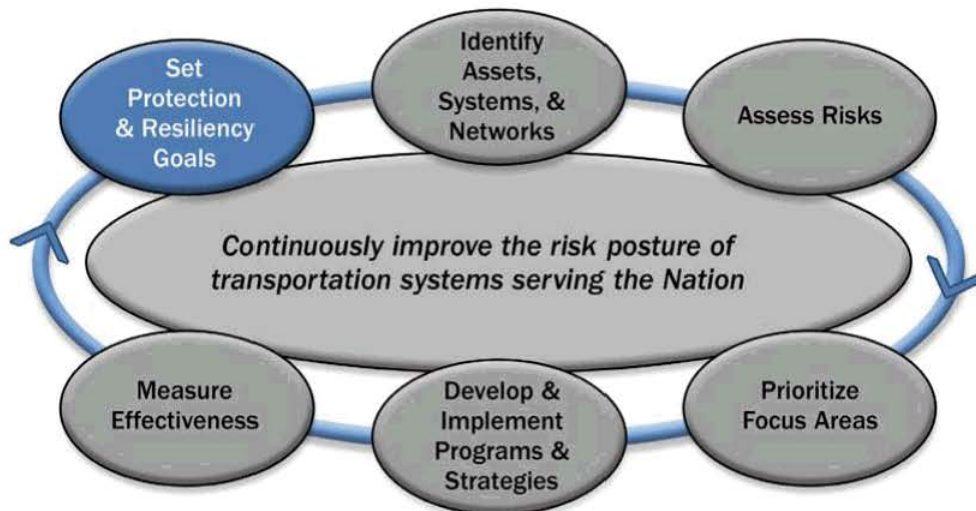 Set
Protection
& Resiliency
Goals
Identify
Assets,
Systems, &
Networks
Assess Risks
Continuously improve the risk posture of
transportation systems serving the Nation
Measure
Effectiveness
Develop &
Implement
Programs &
Strategies
Prioritize
Focus Areas